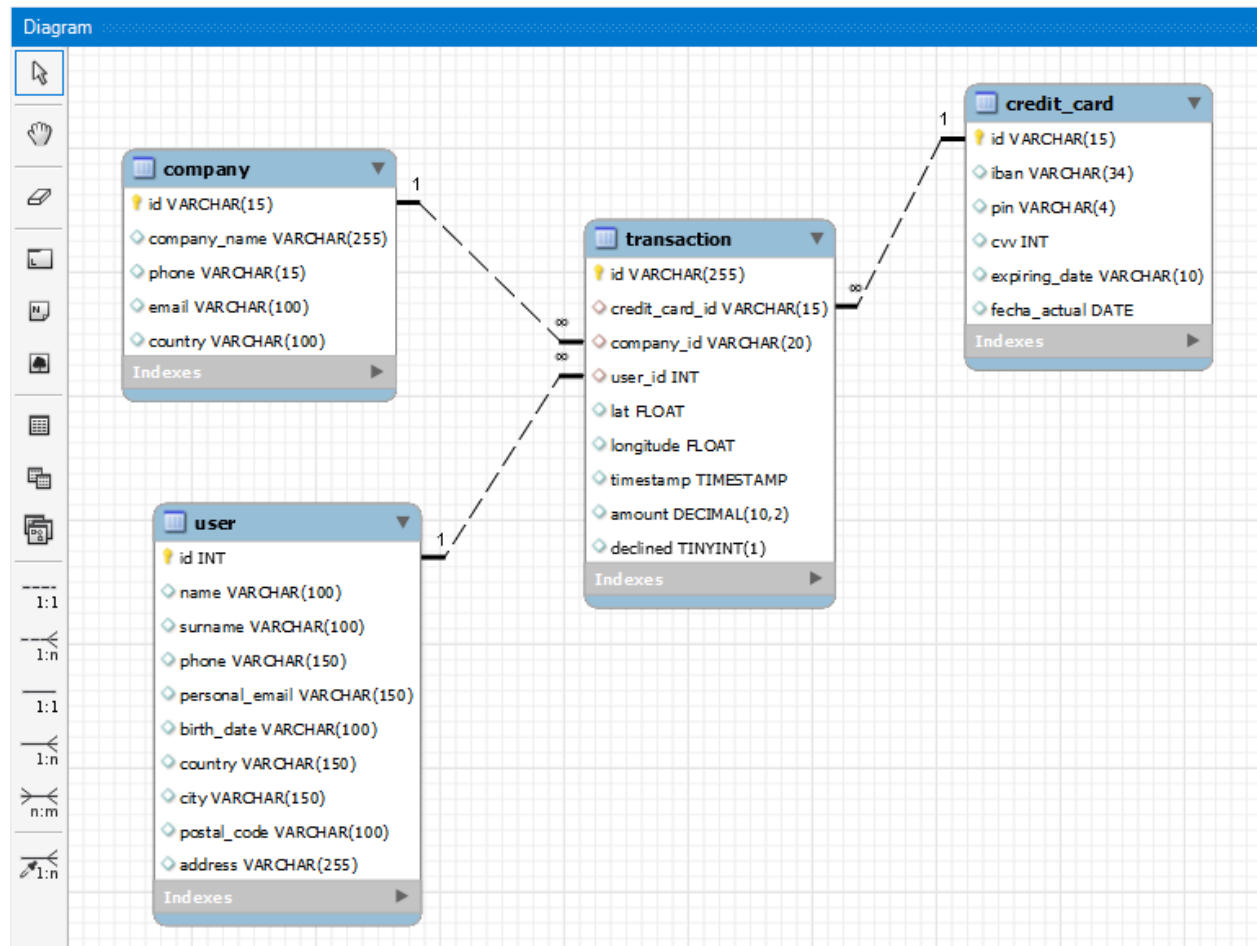 Diagram
company
id VARCHAR(15)
company_name VARCHAR(255)
phone VARCHAR(15)
email VARCHAR(100)
country VARCHAR(100)
Indexes
1
∞
transaction
id VARCHAR(255)
credit_card_id VARCHAR(15)
company_id VARCHAR(20)
user_id INT
lat FLOAT
longitude FLOAT
timestamp TIMESTAMP
amount DECIMAL(10,2)
declined TINYINT(1)
Indexes
1
∞
credit_card
id VARCHAR(15)
iban VARCHAR(34)
pin VARCHAR(4)
cvv INT
expiring_date VARCHAR(10)
fecha_actual DATE
Indexes
1
∞
user
id INT
name VARCHAR(100)
surname VARCHAR(100)
phone VARCHAR(150)
personal_email VARCHAR(150)
birth_date VARCHAR(100)
country VARCHAR(150)
city VARCHAR(150)
postal_code VARCHAR(100)
address VARCHAR(255)
Indexes
1:1
1:n
1:1
1:n
n:m
1:n